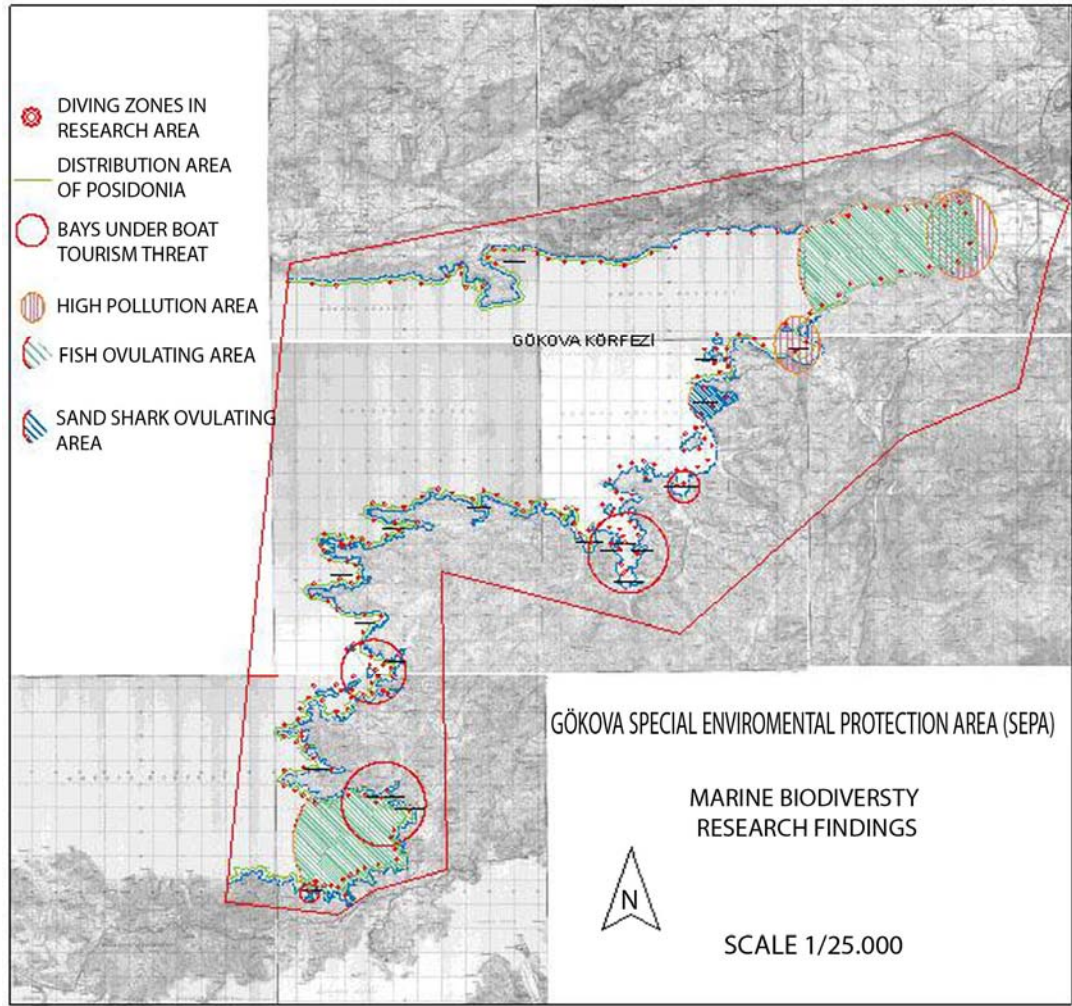 DIVING ZONES IN
RESEARCH AREA
DISTRIBUTION AREA
OF POSIDONIA
BAYS UNDER BOAT
TOURISM THREAT
HIGH POLLUTION AREA
FISH OVULATING AREA
SAND SHARK OVULATING
AREA
GÖKOVA KÖRFEZİ
GÖKOVA SPECIAL ENVIROMENTAL PROTECTION AREA (SEPA)
MARINE BIODIVERSTY
RESEARCH FINDINGS
N
SCALE 1/25.000